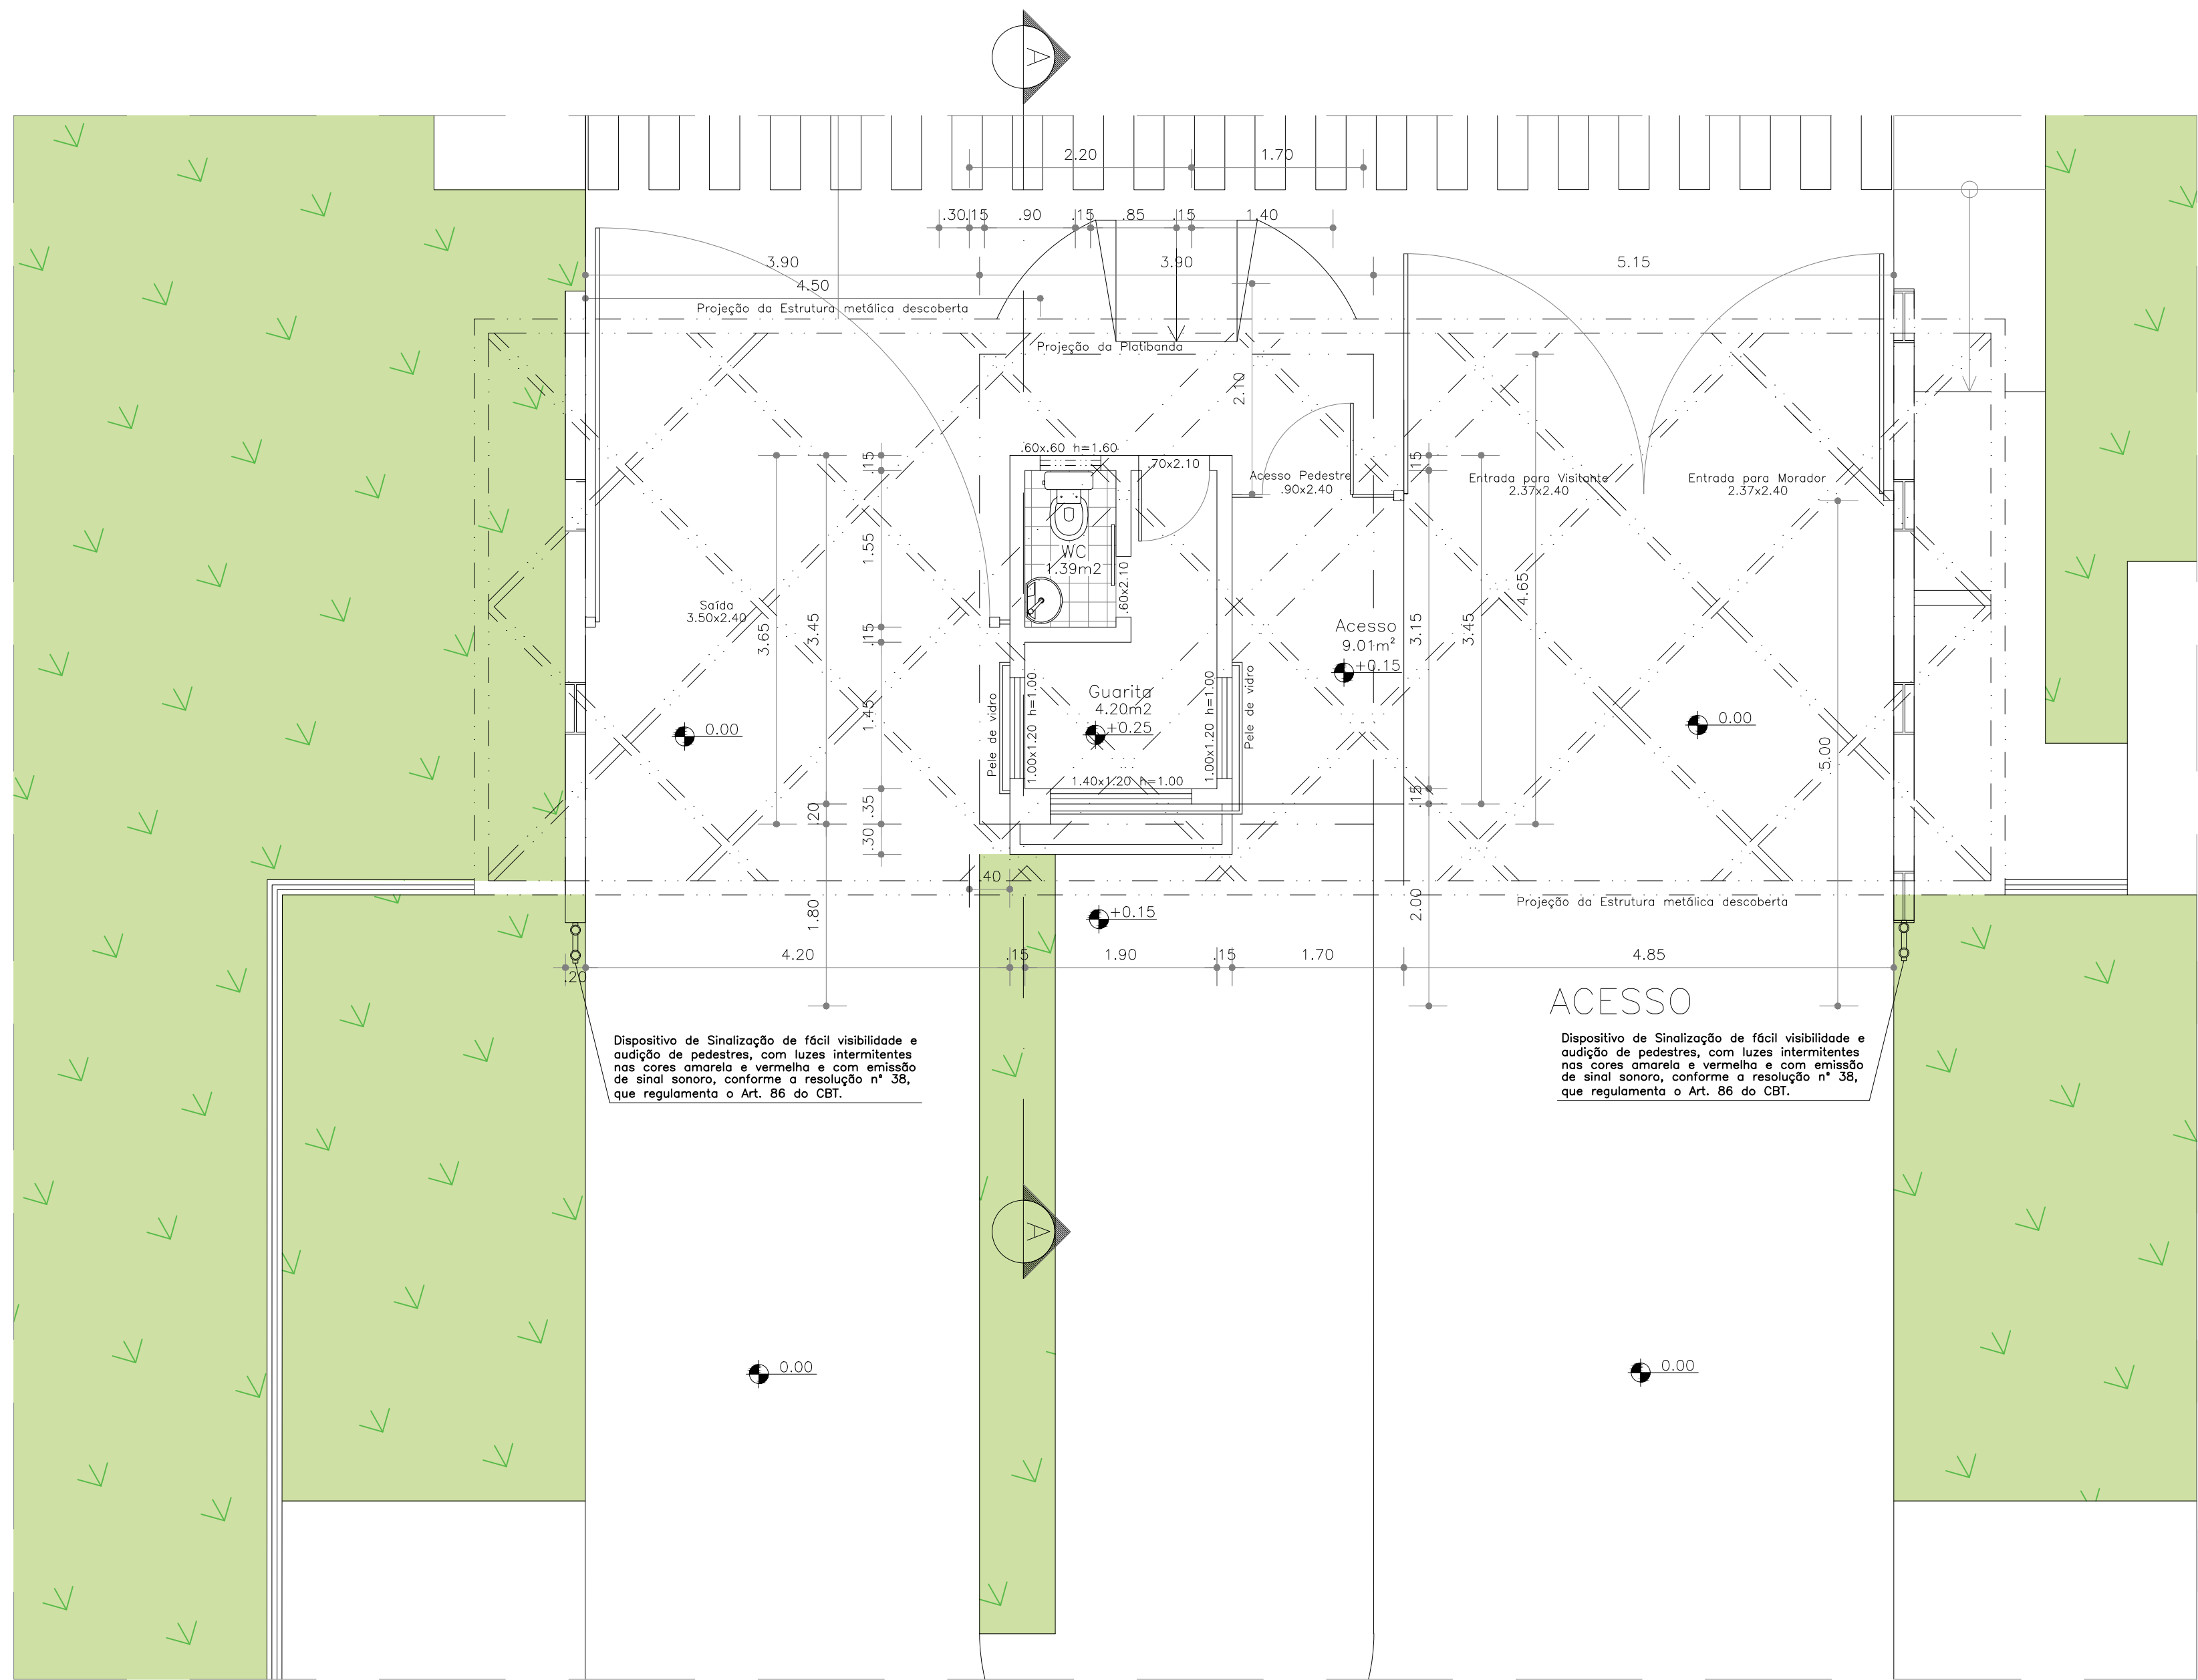 A
2.20
1.70
.30
.15
.90
.15
.85
.15
1.40
3.90
3.90
5.15
4.50
Projeção da Estrutura metálica descoberta
Projeção da Platibanda
2.10
.60x.60 h=1.60
.70x2.10
.15
.15
Acesso Pedestre
.90x2.40
Entrada para Visitante
2.37x2.40
Entrada para Morador
2.37x2.40
1.55
WC
1.39m2
.60x2.10
4.65
Saída
3.50x2.40
3.65
3.45
.15
Acesso
9.01m²
+0.15
3.15
3.45
Guarita
4.20m2
+0.25
1.45
Pele de vidro
1.00x1.20 h=1.00
1.00x1.20 h=1.00
Pele de vidro
0.00
0.00
5.00
1.40x1.20 h=1.00
.20
.35
.30
.15
.40
+0.15
1.80
2.00
Projeção da Estrutura metálica descoberta
.20
4.20
.15
1.90
.15
1.70
4.85
ACESSO
Dispositivo de Sinalização de fácil visibilidade e
audição de pedestres, com luzes intermitentes
nas cores amarela e vermelha e com emissão
de sinal sonoro, conforme a resolução n° 38,
que regulamenta o Art. 86 do CBT.
Dispositivo de Sinalização de fácil visibilidade e
audição de pedestres, com luzes intermitentes
nas cores amarela e vermelha e com emissão
de sinal sonoro, conforme a resolução n° 38,
que regulamenta o Art. 86 do CBT.
A
0.00
0.00